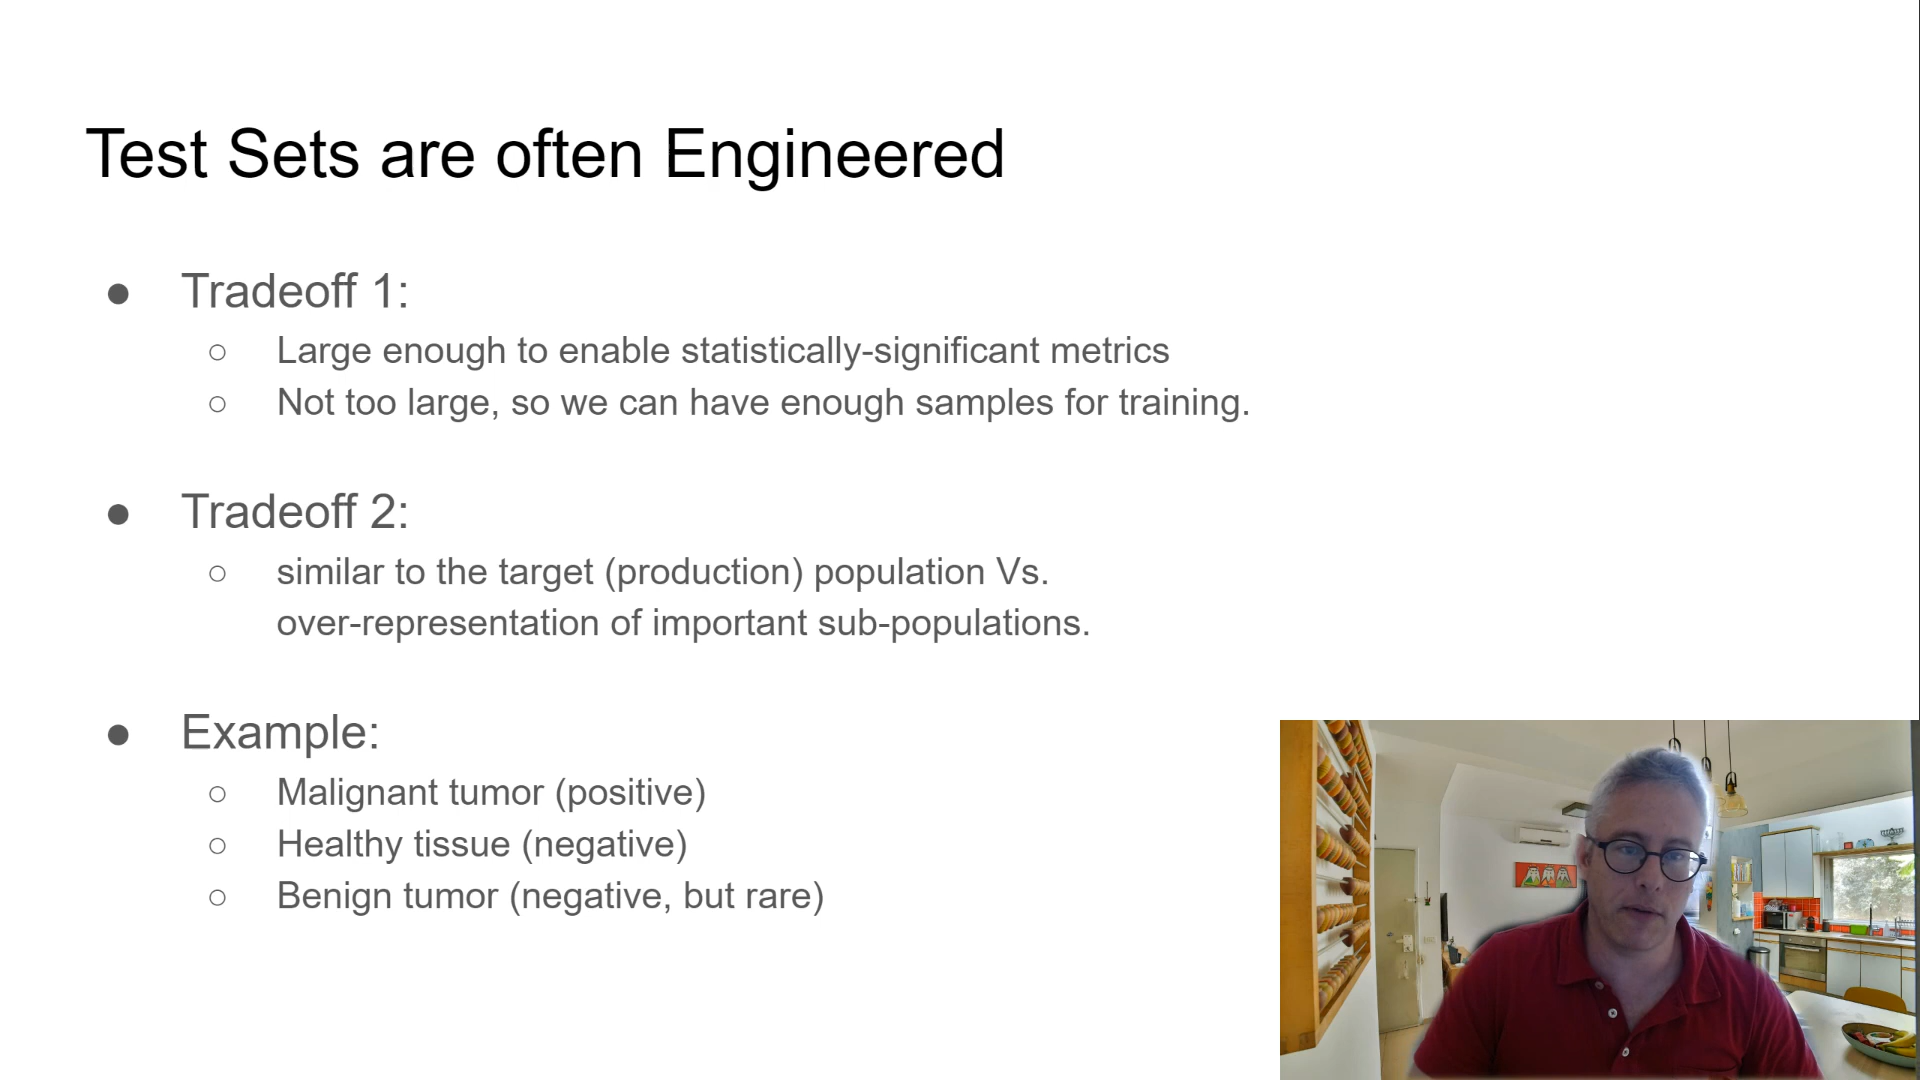 Test Sets are often Engineered
● Tradeoff 1:
○ Large enough to enable statistically-significant metrics
○ Not too large, so we can have enough samples for training.
● Tradeoff 2:
○ similar to the target (production) population Vs.
over-representation of important sub-populations.
● Example:
○ Malignant tumor (positive)
○ Healthy tissue (negative)
○ Benign tumor (negative, but rare)